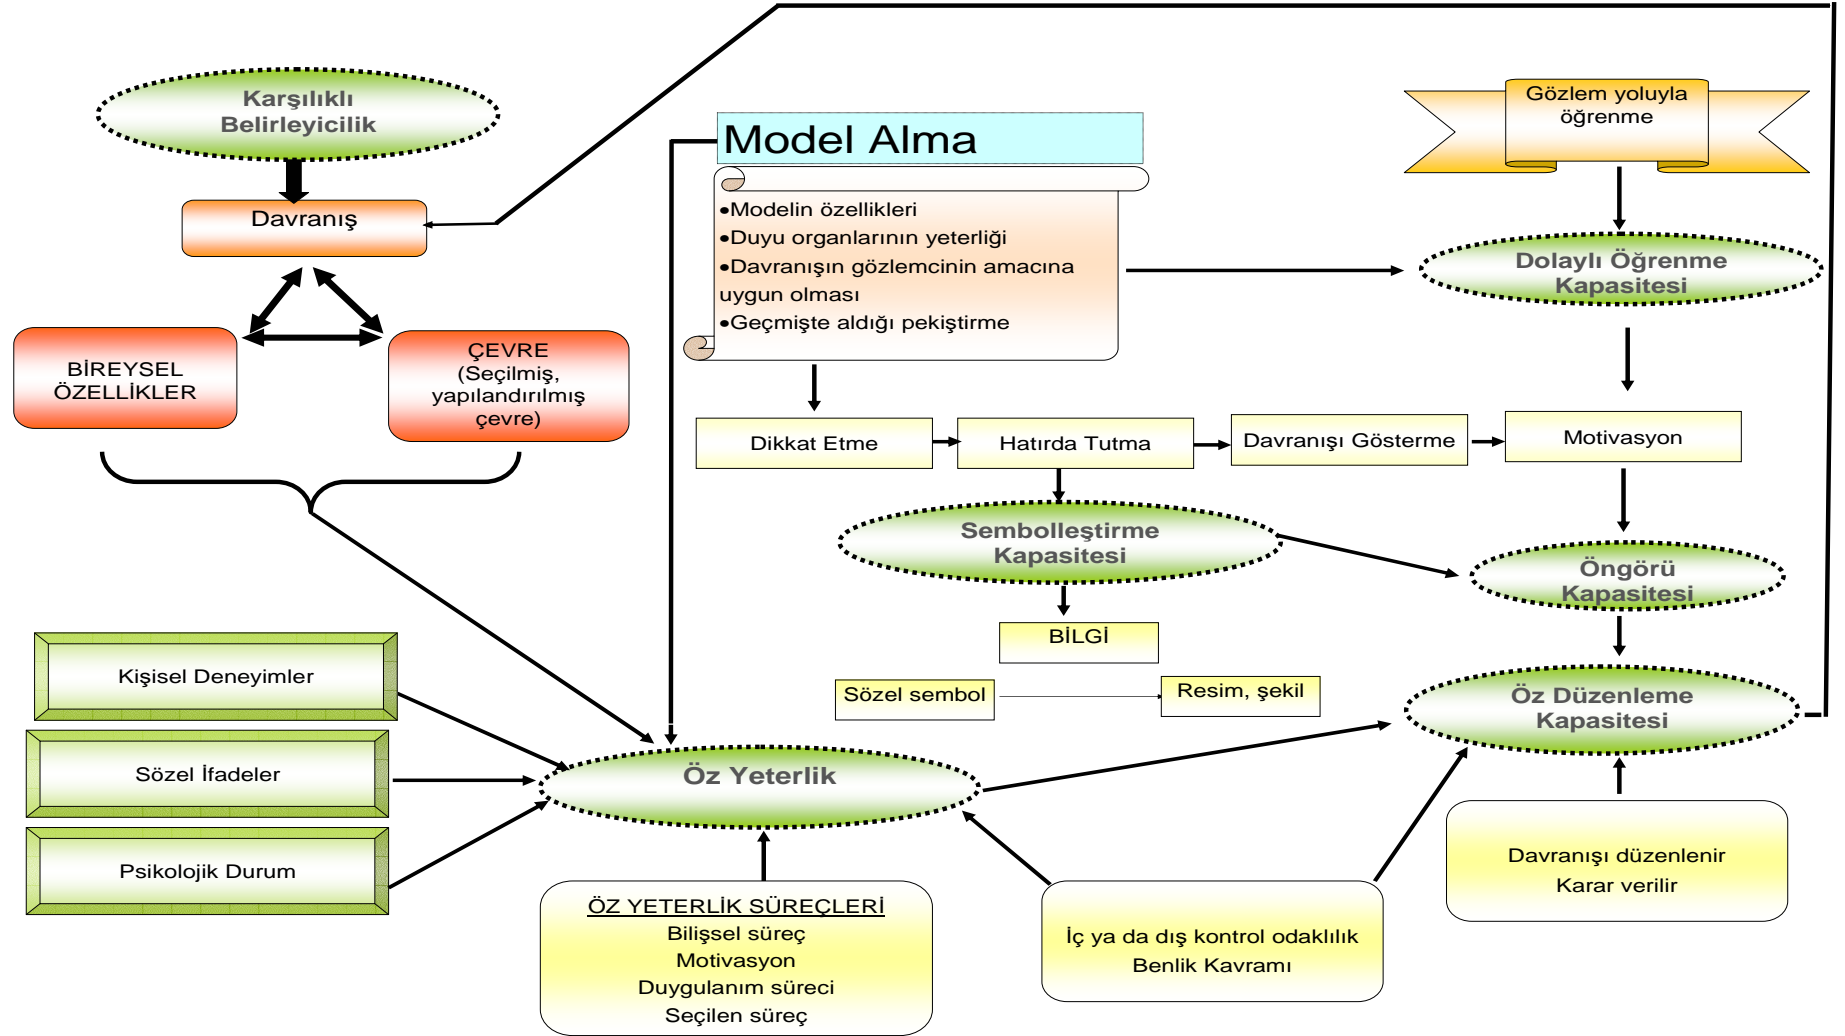 Karşılıklı
Belirleyicilik
Davranış
BİREYSEL
ÖZELLİKLER
ÇEVRE
(Seçilmiş,
yapılandırılmış
çevre)
Model Alma
•Modelin özellikleri
•Duyu organlarının yeterliği
•Davranışın gözlemcinin amacına
uygun olması
•Geçmişte aldığı pekiştirme
Gözlem yoluyla
öğrenme
Dolaylı Öğrenme
Kapasitesi
Dikkat Etme
Hatırda Tutma
Davranışı Gösterme
Motivasyon
Sembolleştirme
Kapasitesi
Öngörü
Kapasitesi
BİLGİ
Sözel sembol
Resim, şekil
Öz Düzenleme
Kapasitesi
Kişisel Deneyimler
Sözel İfadeler
Psikolojik Durum
Öz Yeterlik
ÖZ YETERLİK SÜREÇLERİ
Bilişsel süreç
Motivasyon
Duygulanım süreci
Seçilen süreç
İç ya da dış kontrol odaklılık
Benlik Kavramı
Davranışı düzenlenir
Karar verilir